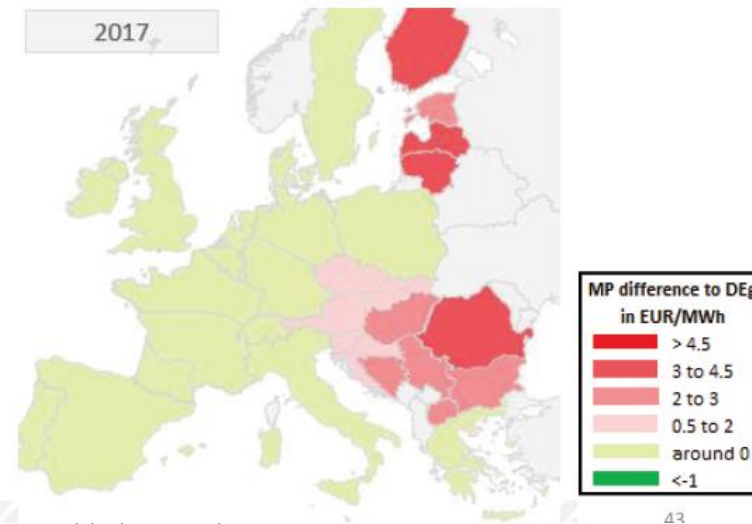 2017
MP difference to DEg
in EUR/MWh
> 4.5
3 to 4.5
2 to 3
0.5 to 2
around 0
<-1
43